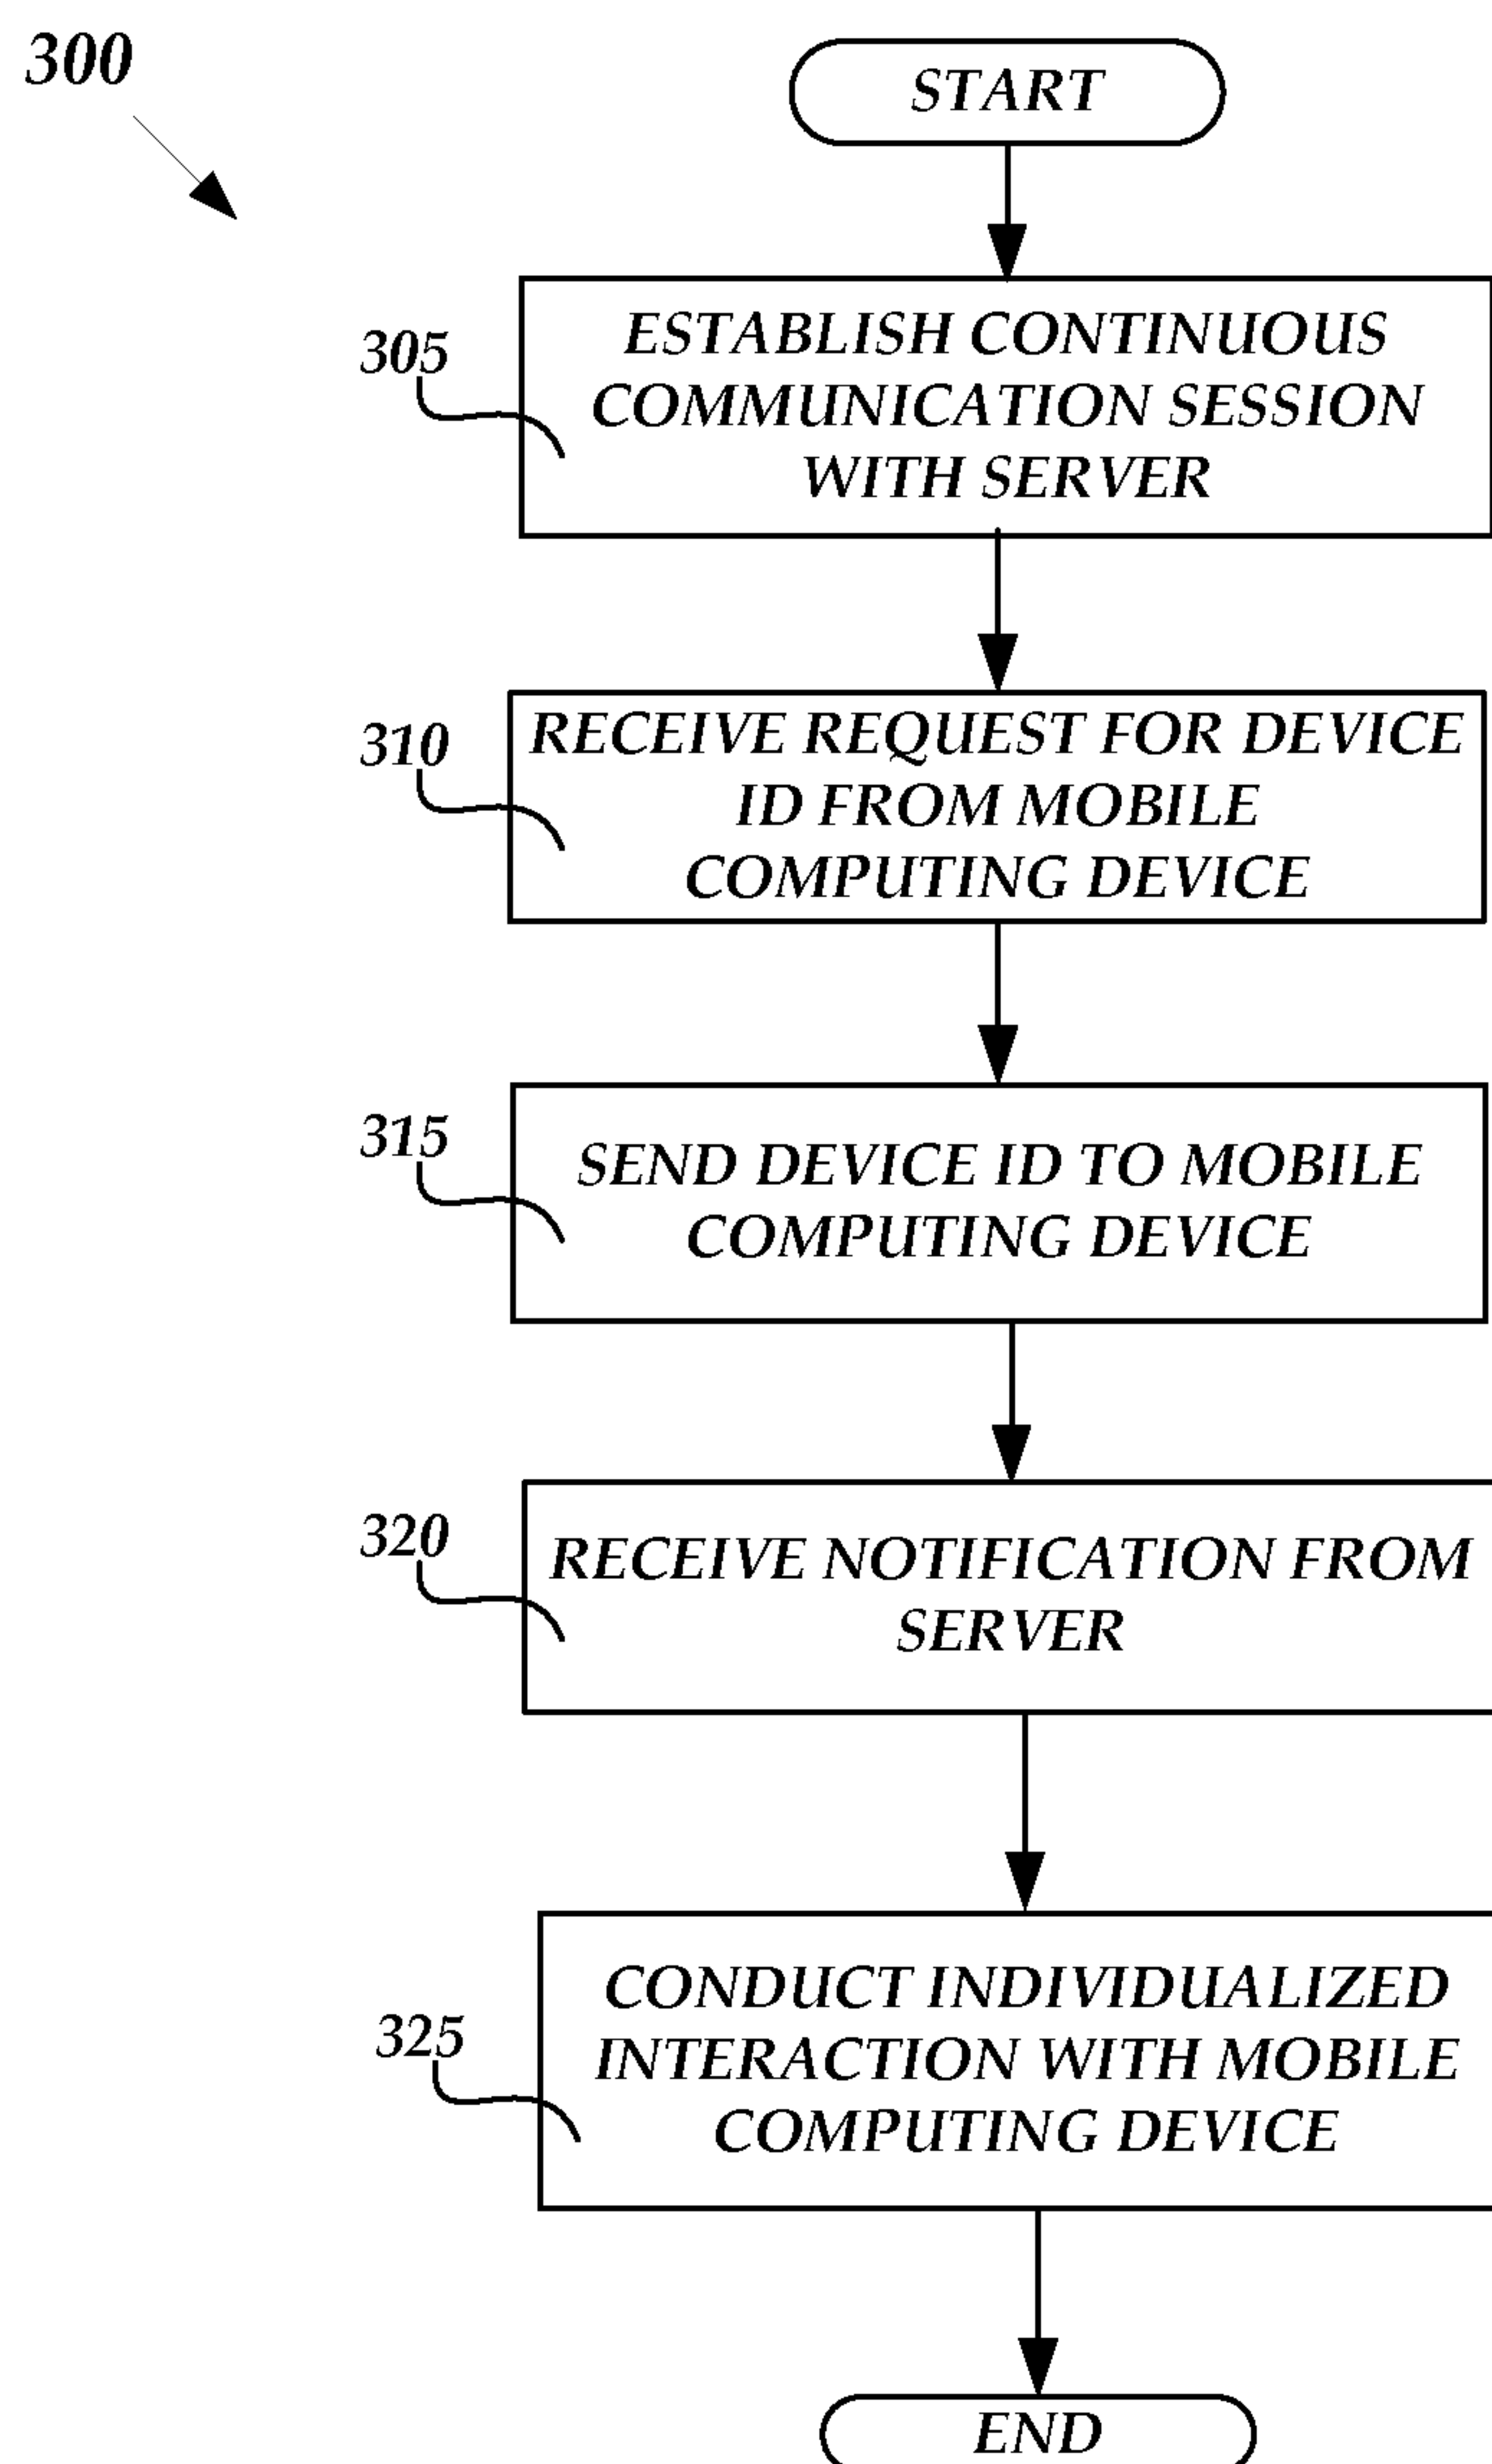 300
START
305
ESTABLISH CONTINUOUS
COMMUNICATION SESSION
WITH SERVER
310
RECEIVE REQUEST FOR DEVICE
ID FROM MOBILE
COMPUTING DEVICE
315
SEND DEVICE ID TO MOBILE
COMPUTING DEVICE
320
RECEIVE NOTIFICATION FROM
SERVER
325
CONDUCT INDIVIDUALIZED
INTERACTION WITH MOBILE
COMPUTING DEVICE
END